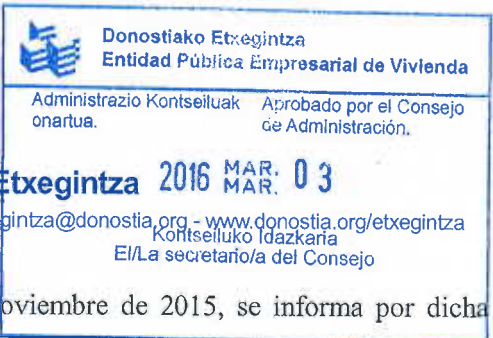 Donostiako Etxegintza
Entidad Pública Empresarial de Vivienda
Administrazio Kontseiluak Aprobado por el Consejo
onartua. de Administración.
Etxegintza 2016 MAR. 03
MAR.
gintza@donostia.org - www.donostia.org/etxegintza
Kontseiluko Idazkaria
El/La secretario/a del Consejo
oviembre de 2015, se informa por dicha